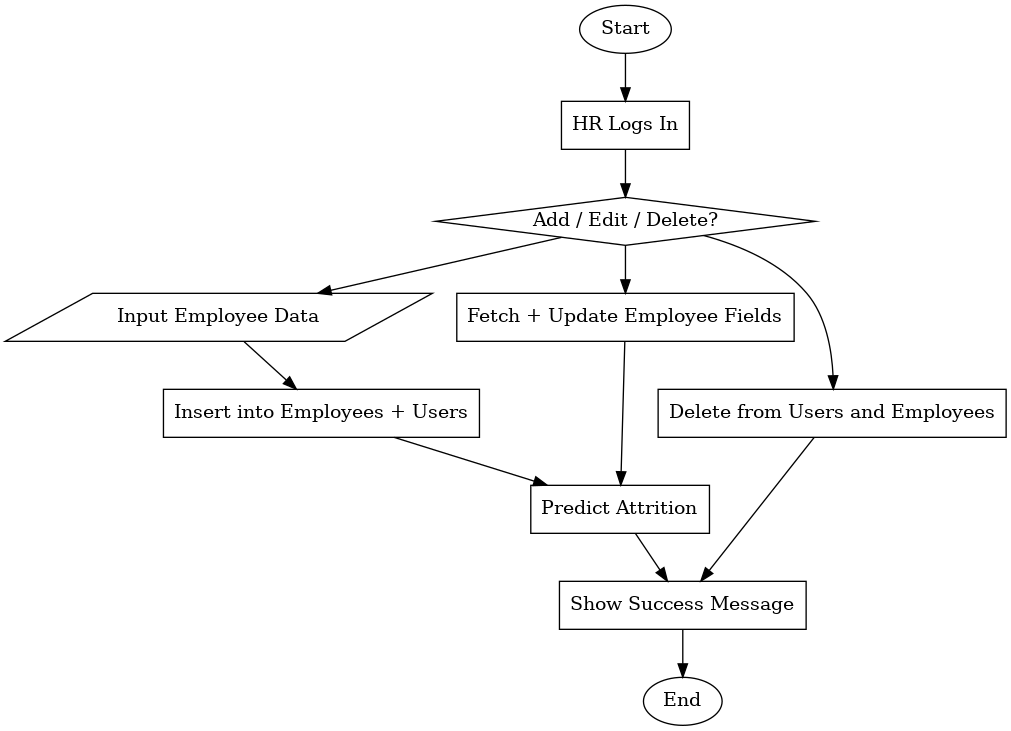 Start
HR Logs In
Add / Edit / Delete?
Input Employee Data
Fetch + Update Employee Fields
Insert into Employees + Users
Delete from Users and Employees
Predict Attrition
Show Success Message
End